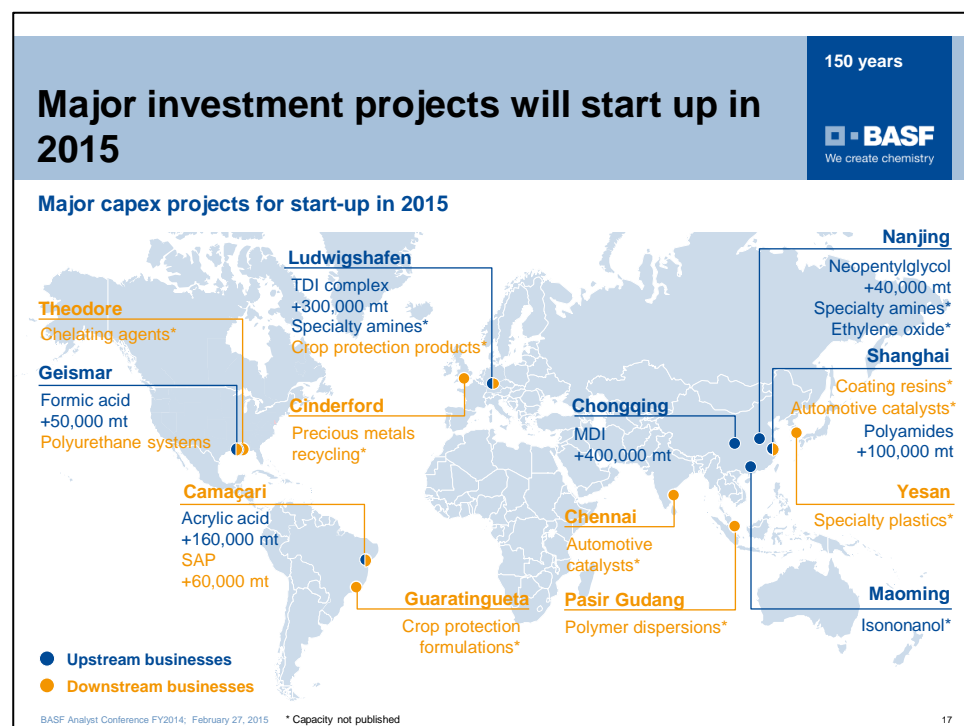 150 years
Major investment projects will start up in
2015
BASF
We create chemistry
Major capex projects for start-up in 2015
Theodore
Chelating agents*
Geismar
Formic acid
+50,000 mt
Polyurethane systems
Ludwigshafen
TDI complex
+300,000 mt
Specialty amines*
Crop protection products*
Cinderford
Precious metals
recycling*
Camaçari
Acrylic acid
+160,000 mt
SAP
+60,000 mt
Guaratingueta
Crop protection
formulations*
Chongqing
MDI
+400,000 mt
Chennai
Automotive
catalysts*
Pasir Gudang
Polymer dispersions*
Nanjing
Neopentylglycol
+40,000 mt
Specialty amines*
Ethylene oxide*
Shanghai
Coating resins*
Automotive catalysts*
Polyamides
+100,000 mt
Yesan
Specialty plastics*
Maoming
Isononanol*
Upstream businesses
Downstream businesses
BASF Analyst Conference FY2014; February 27, 2015 * Capacity not published 17